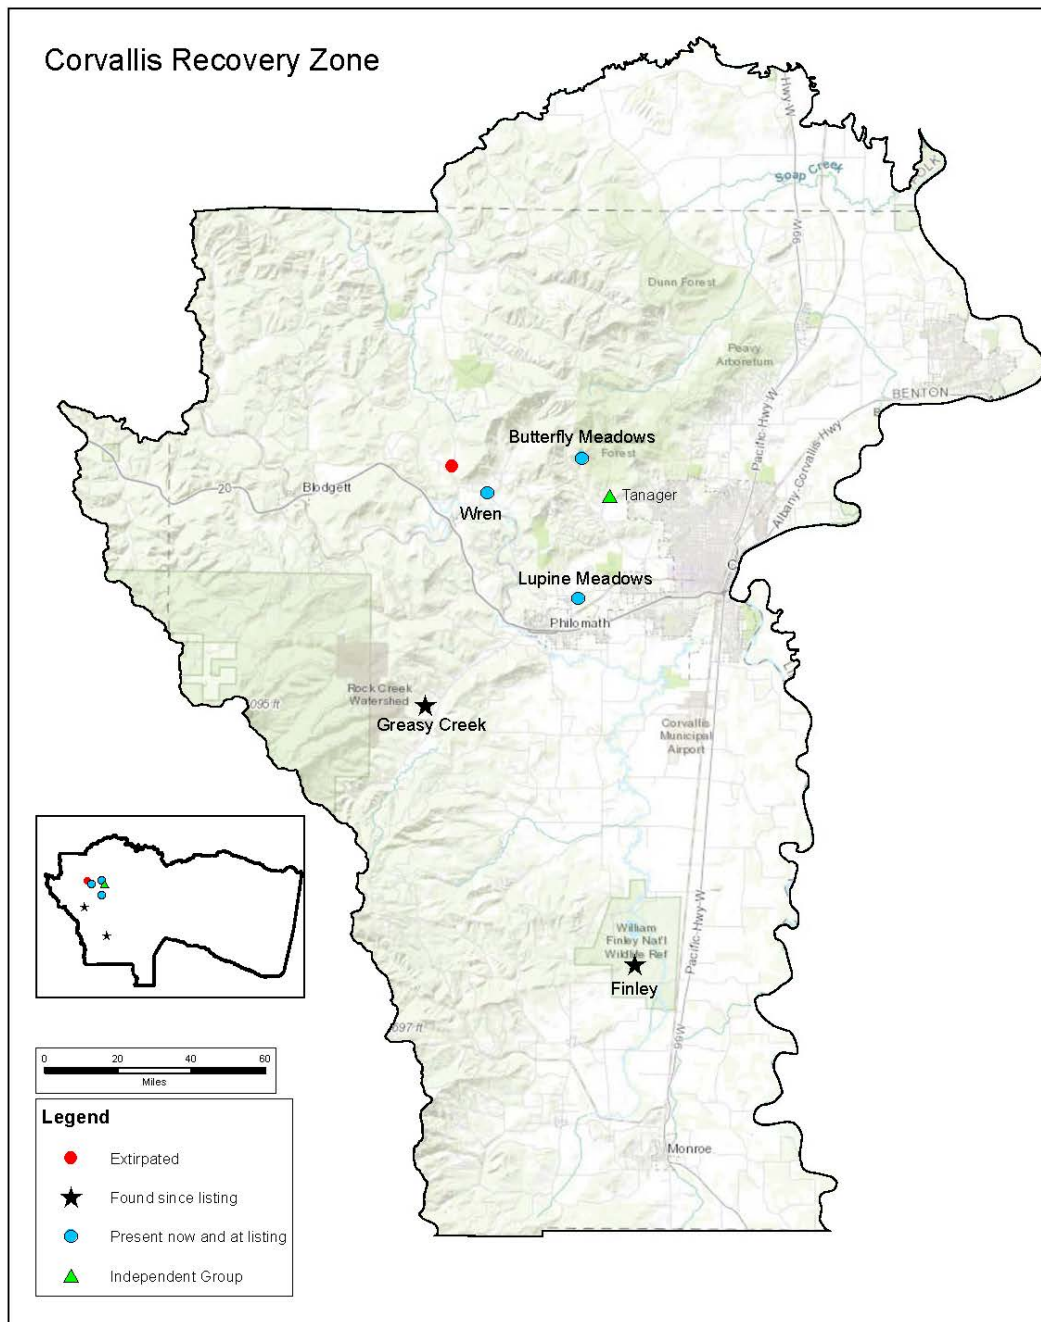 Corvallis Recovery Zone
Hwy-W
Soap Creek
99W
Dunn Forest
Peavy
Arboretum
BENTON
Pacific-Hwy-W
Albany-Corvallis-Hwy
Butterfly Meadows
Forest
Tanager
20
Blodgett
Wren
Lupine Meadows
Philomath
Rock Creek
Watershed
Greasy Creek
Corvallis
Municipal
Airport
William
Finley Nat'l
Wildlife Ref
Finley
Pacific-Hwy-W
99W
Monroe
0 20 40 60
Miles
Legend
Extirpated
Found since listing
Present now and at listing
Independent Group